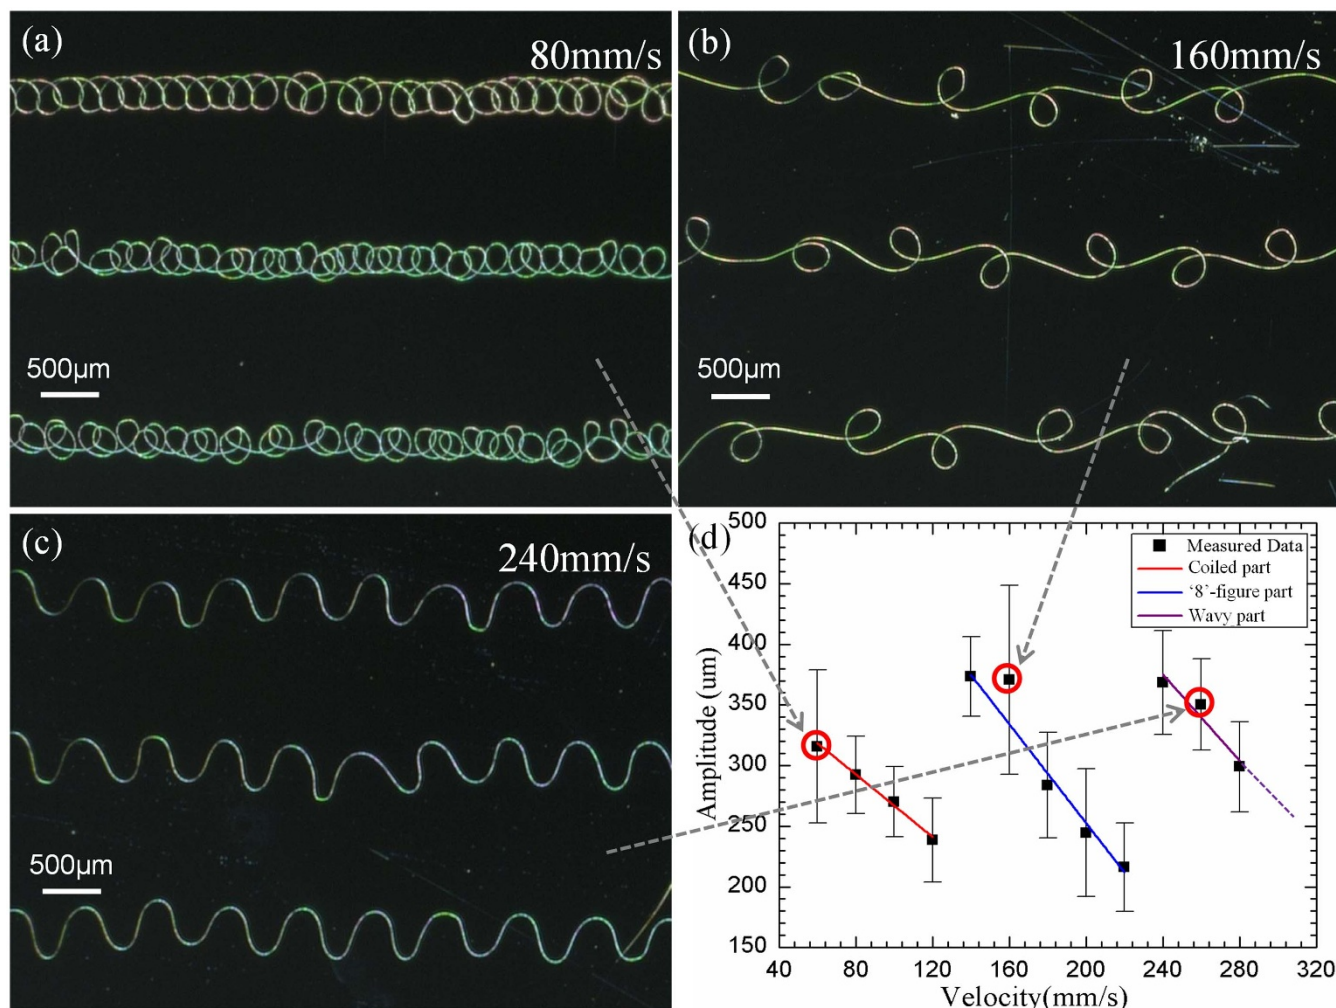 (a)
80mm/s
500μm
(b)
160mm/s
500μm
(c)
240mm/s
500μm
(d)
500
450
400
350
300
250
200
150
Amplitude (um)
Measured Data
Coiled part
‘8’-figure part
Wavy part
40 80 120 160 200 240 280 320
Velocity(mm/s)